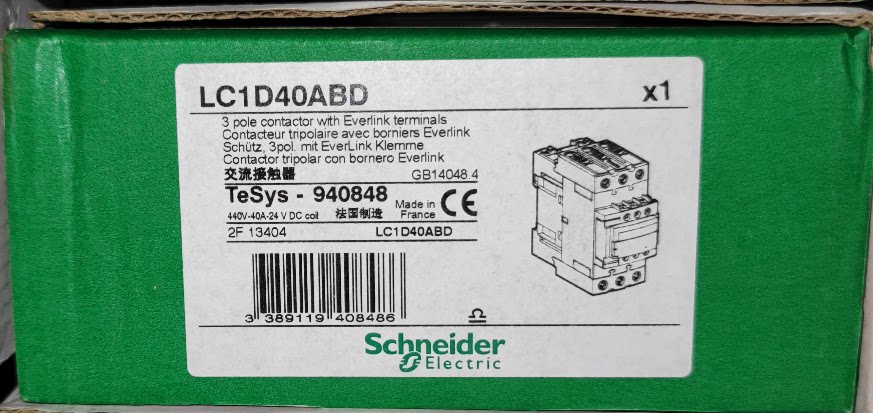 LC1D40ABD x1
3 pole contactor with Everlink terminals
Contacteur tripolaire avec borniers Everlink
Schütz, 3pol. mit EverLink Klemme
Contactor tripolar con bornero Everlink
交流接触器 GB14048.4
TeSys - 940848 Made in France CE
440V-40A-24 V DC coil 法国制造
2F 13404 LC1D40ABD
3 389119 408486
Schneider
Electric